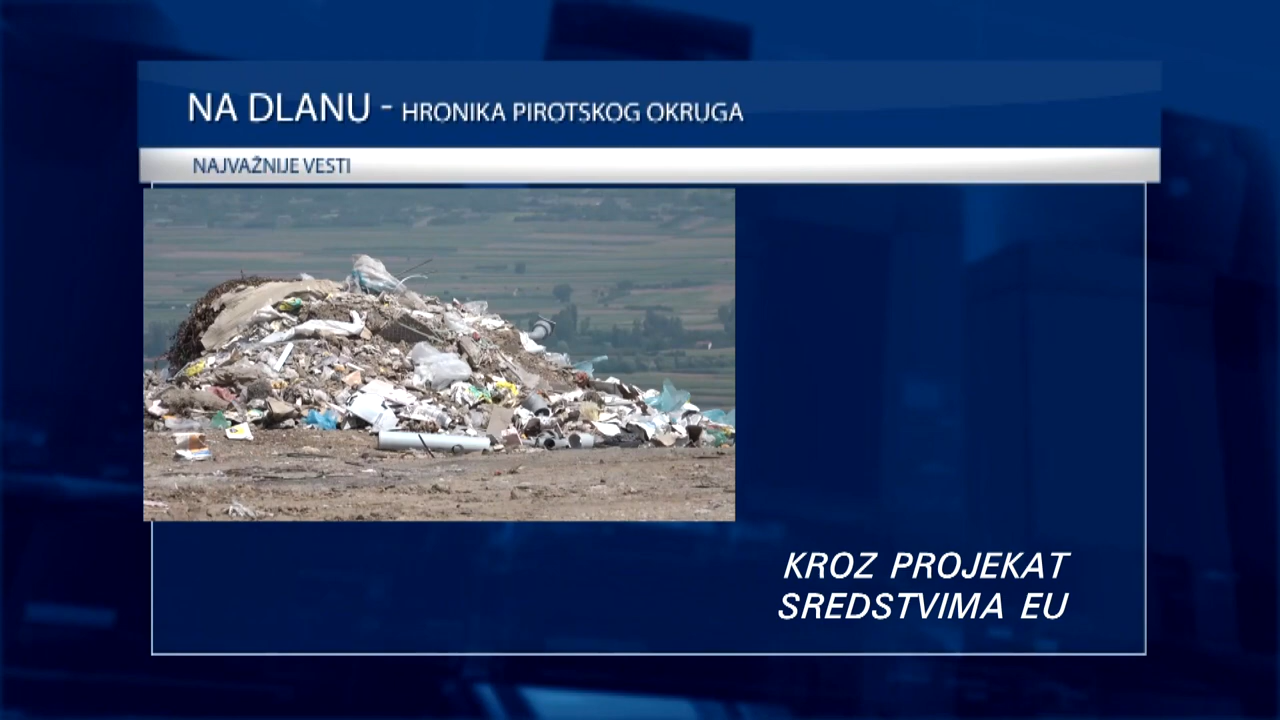 NA DLANU - HRONIKA PIROTSKOG OKRUGA
NAJVAŽNIJE VESTI
KROZ PROJEKAT
SREDSTVIMA EU